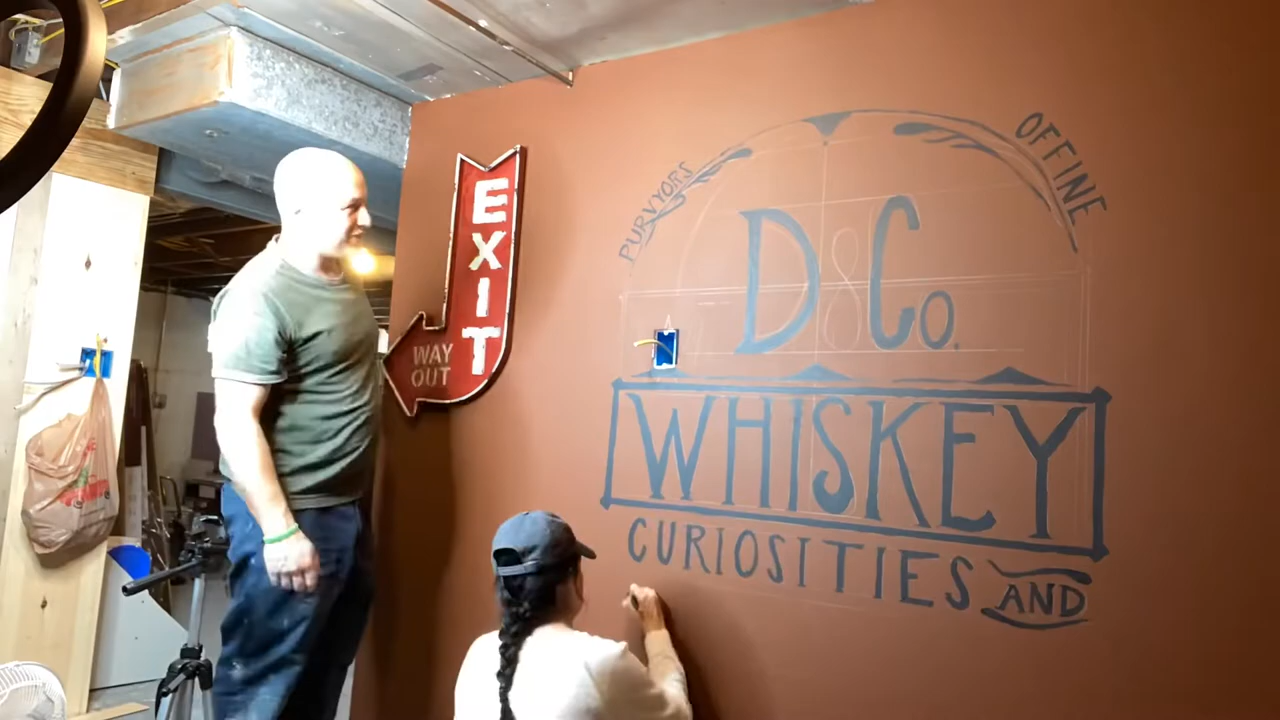 EXIT
WAY
OUT
PURVYORS
OF FINE
D & Co.
WHISKEY
CURIOSITIES AND